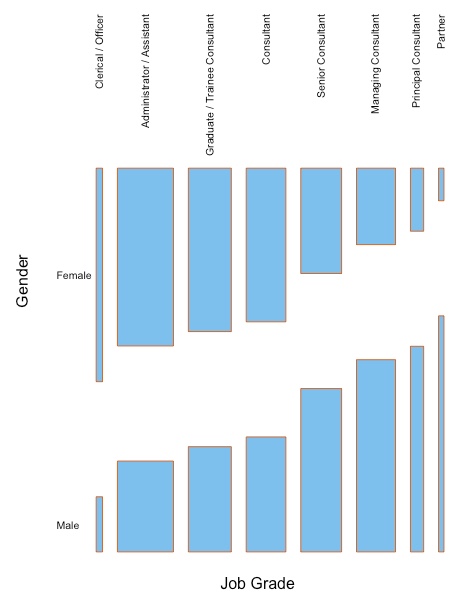 Clerical / Officer
Administrator / Assistant
Graduate / Trainee Consultant
Consultant
Senior Consultant
Managing Consultant
Principal Consultant
Partner
Gender
Female
Male
Job Grade